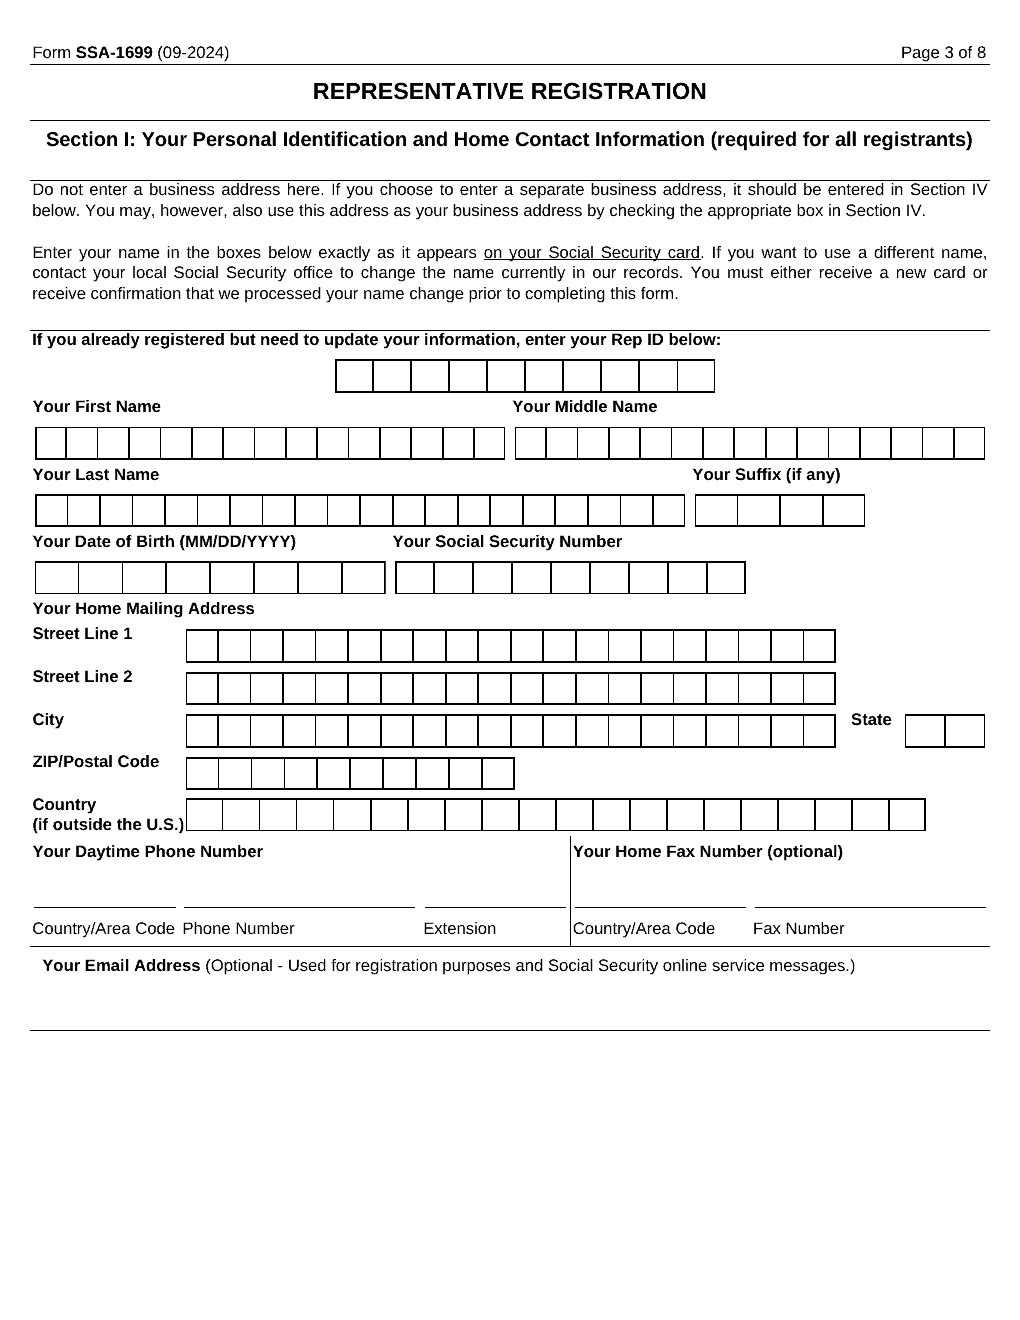 Form SSA-1699 (09-2024) Page 3 of 8
REPRESENTATIVE REGISTRATION
Section I: Your Personal Identification and Home Contact Information (required for all registrants)
Do not enter a business address here. If you choose to enter a separate business address, it should be entered in Section IV
below. You may, however, also use this address as your business address by checking the appropriate box in Section IV.
Enter your name in the boxes below exactly as it appears on your Social Security card. If you want to use a different name,
contact your local Social Security office to change the name currently in our records. You must either receive a new card or
receive confirmation that we processed your name change prior to completing this form.
If you already registered but need to update your information, enter your Rep ID below:
Your First Name Your Middle Name
Your Last Name Your Suffix (if any)
Your Date of Birth (MM/DD/YYYY) Your Social Security Number
Your Home Mailing Address
Street Line 1
Street Line 2
City State
ZIP/Postal Code
Country
(if outside the U.S.)
Your Daytime Phone Number Your Home Fax Number (optional)
Country/Area Code Phone Number Extension Country/Area Code Fax Number
Your Email Address (Optional - Used for registration purposes and Social Security online service messages.)